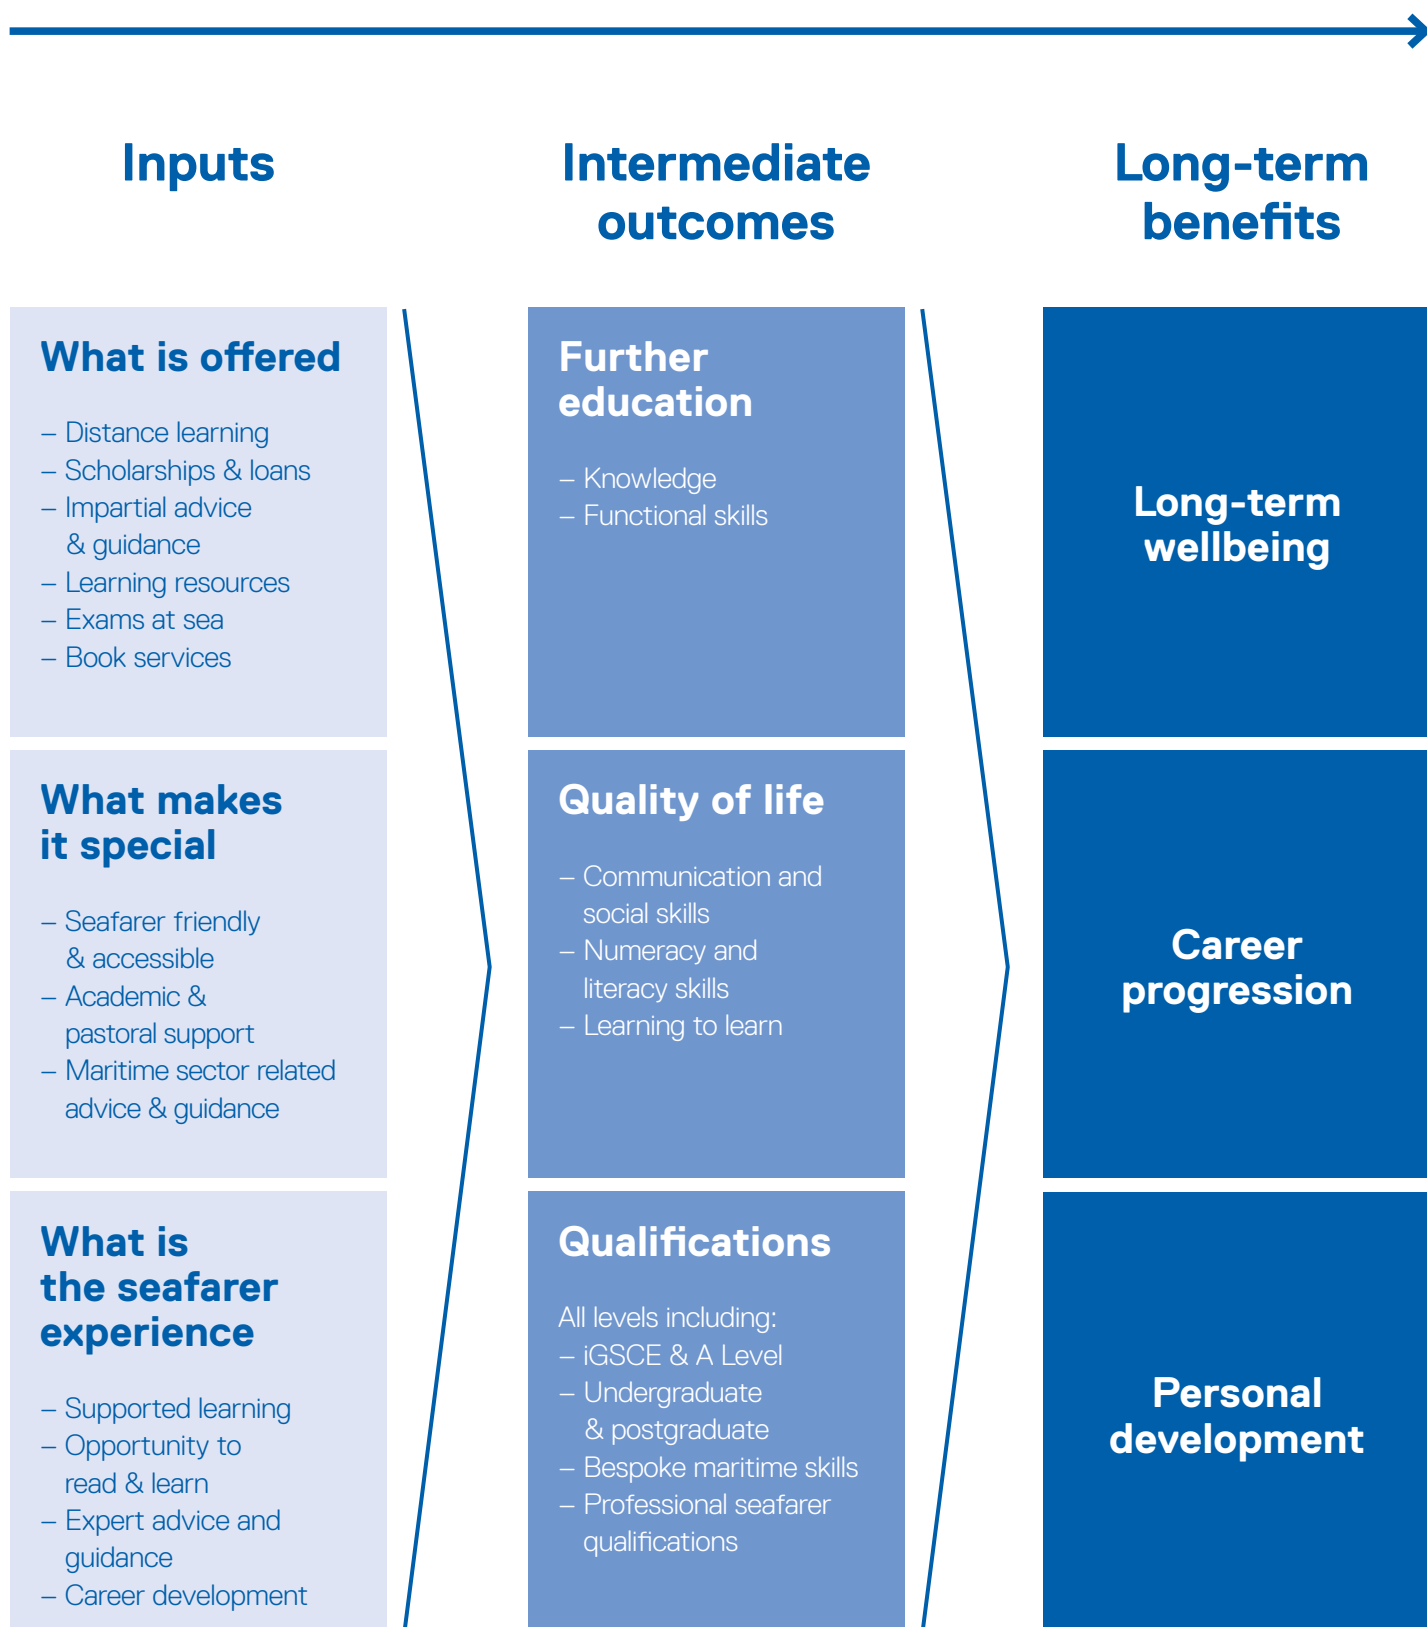 Inputs
Intermediate
outcomes
Long-term
benefits
What is offered
– Distance learning
– Scholarships & loans
– Impartial advice
& guidance
– Learning resources
– Exams at sea
– Book services
What makes
it special
– Seafarer friendly
& accessible
– Academic &
pastoral support
– Maritime sector related
advice & guidance
What is
the seafarer
experience
– Supported learning
– Opportunity to
read & learn
– Expert advice and
guidance
– Career development
Further
education
– Knowledge
– Functional skills
Quality of life
– Communication and
social skills
– Numeracy and
literacy skills
– Learning to learn
Qualifications
All levels including:
– iGSCE & A Level
– Undergraduate
& postgraduate
– Bespoke maritime skills
– Professional seafarer
qualifications
Long-term
wellbeing
Career
progression
Personal
development